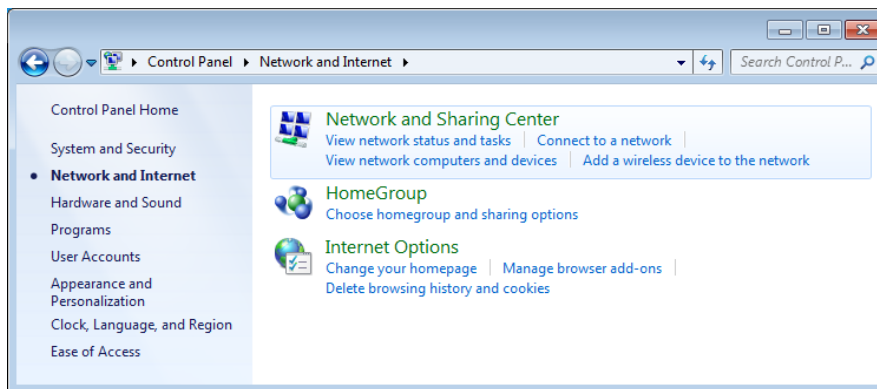 Control Panel Network and Internet Search Control P...
Control Panel Home
System and Security
Network and Internet
Hardware and Sound
Programs
User Accounts
Appearance and
Personalization
Clock, Language, and Region
Ease of Access
Network and Sharing Center
View network status and tasks Connect to a network
View network computers and devices Add a wireless device to the network
HomeGroup
Choose homegroup and sharing options
Internet Options
Change your homepage Manage browser add-ons
Delete browsing history and cookies